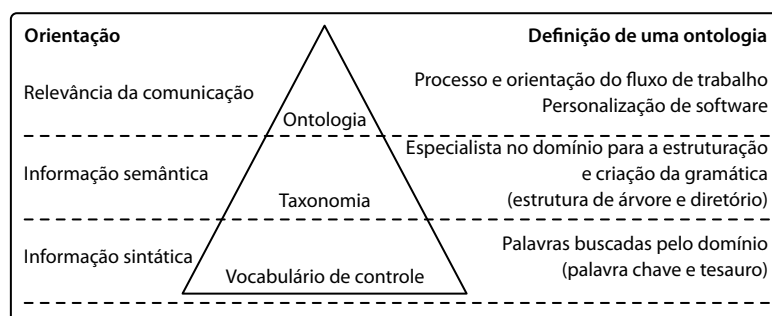 Orientação
Definição de uma ontologia
Relevância da comunicação
Ontologia
Processo e orientação do fluxo de trabalho
Personalização de software
Informação semântica
Taxonomia
Especialista no domínio para a estruturação
e criação da gramática
(estrutura de árvore e diretório)
Informação sintática
Vocabulário de controle
Palavras buscadas pelo domínio
(palavra chave e tesauro)